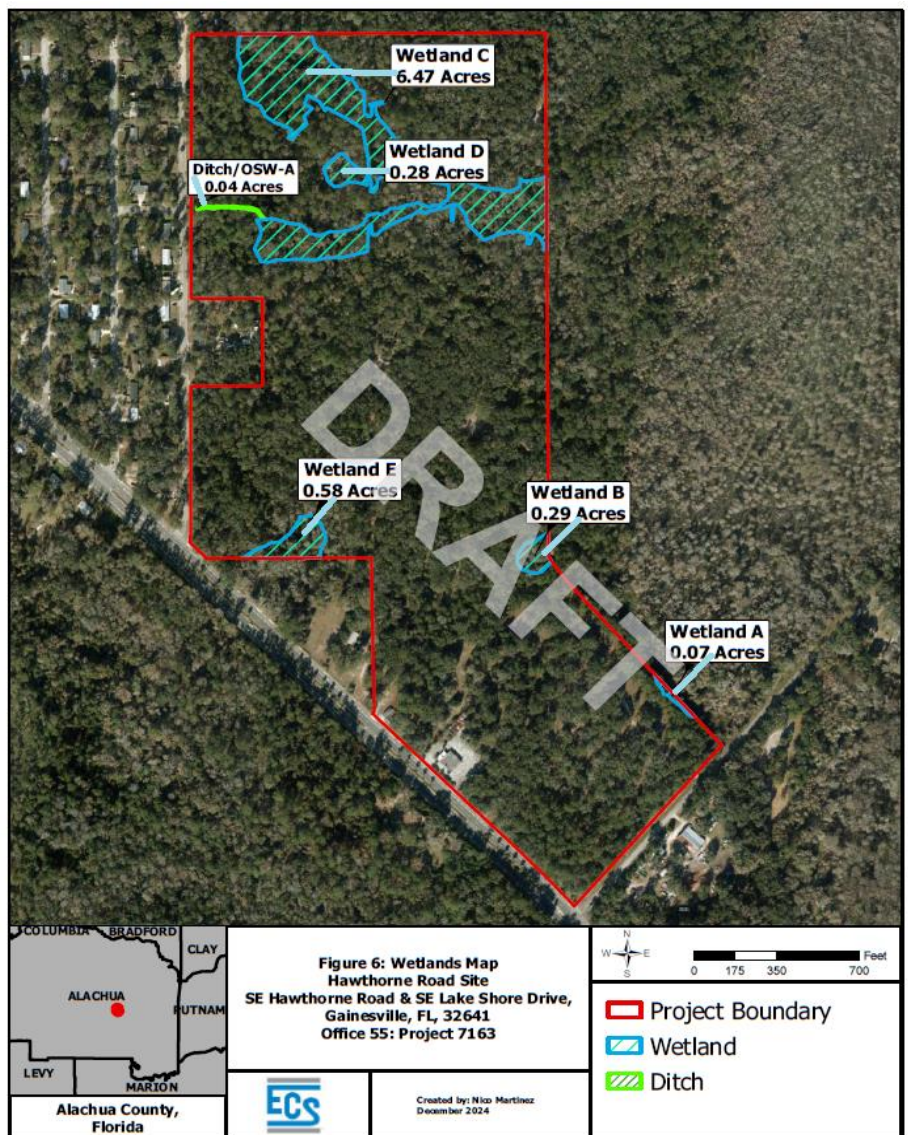 Wetland C
6.47 Acres
Wetland D
0.28 Acres
Ditch/OSW-A
0.04 Acres
DRAFT
Wetland E
0.58 Acres
Wetland B
0.29 Acres
Wetland A
0.07 Acres
COLUMBIA
BRADFORD
CLAY
ALACHUA
PUTNAM
LEVY
MARION
Alachua County,
Florida
Figure 6: Wetlands Map
Hawthorne Road Site
SE Hawthorne Road & SE Lake Shore Drive,
Gainesville, FL, 32641
Office 55: Project 7163
ECS
Created by: Nico Martinez
December 2024
N
W E
S
Feet
0 175 350 700
Project Boundary
Wetland
Ditch